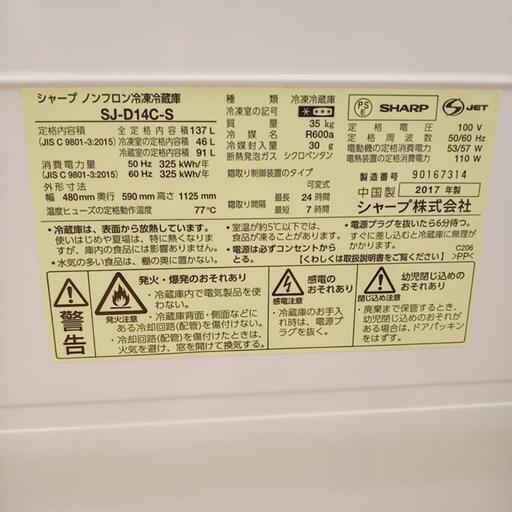 シャープ ノンフロン冷凍冷蔵庫
SJ-D14C-S
定格内容積 全定格内容積 137 L
(JIS C 9801-3:2015) 冷凍室の定格内容積 46 L
冷蔵室の定格内容積 91 L
消費電力量 50 Hz 325 kWh/年
(JIS C 9801-3:2015) 60 Hz 325 kWh/年
外形寸法
幅 480mm 奥行 590mm 高さ 1125 mm
温度ヒューズの定格動作温度 77℃
種類 冷凍冷蔵庫
冷凍室の記号
質量 35 kg
冷媒 R600a
冷媒封入量 30 g
断熱発泡ガス シクロペンタン
霜取り制御装置のタイプ
可変式
霜取り間隔 最長 24 時間
最短 7 時間
PS E SHARP JET
定格電圧 100 V
定格周波数 50/60 Hz
電動機の定格消費電力 53/57 W
電熱装置の定格消費電力 110 W
製造番号 90167314
中国製 2017 年製
シャープ株式会社
・冷蔵庫は、表面から放熱しています。
使いはじめや夏場は、特に熱くなりますが、
庫内の食品には影響ありません。
・水気の多い食品は、棚の奥に置かない。
・室温が約5℃以下では、
食品が凍ることがあります。
・電源は必ずコンセントから
とる。
・電源プラグを抜いたら6分待つ。
すぐに差し込むと冷蔵庫に無理が
かかります。
【くわしくは取扱説明書をご覧ください】
C206
>PP<
警告
発火注意
発火・爆発のおそれあり
・冷蔵庫内で電気製品を使
わない。
・冷蔵庫背面・側面などに
ある冷却回路(配管)を傷付けない。
・冷却回路(配管)を傷付けたときは、
火気を避け、窓を開けて換気する。
感電注意
感電の
おそれあり
・冷蔵庫のお手入
れ時は、電源プラ
グを抜く。
閉じ込め注意
幼児閉じ込めの
おそれあり
・廃棄まで保管するときに
幼児閉じ込めのおそれが
ある場合は、ドアパッキン
をはずす。